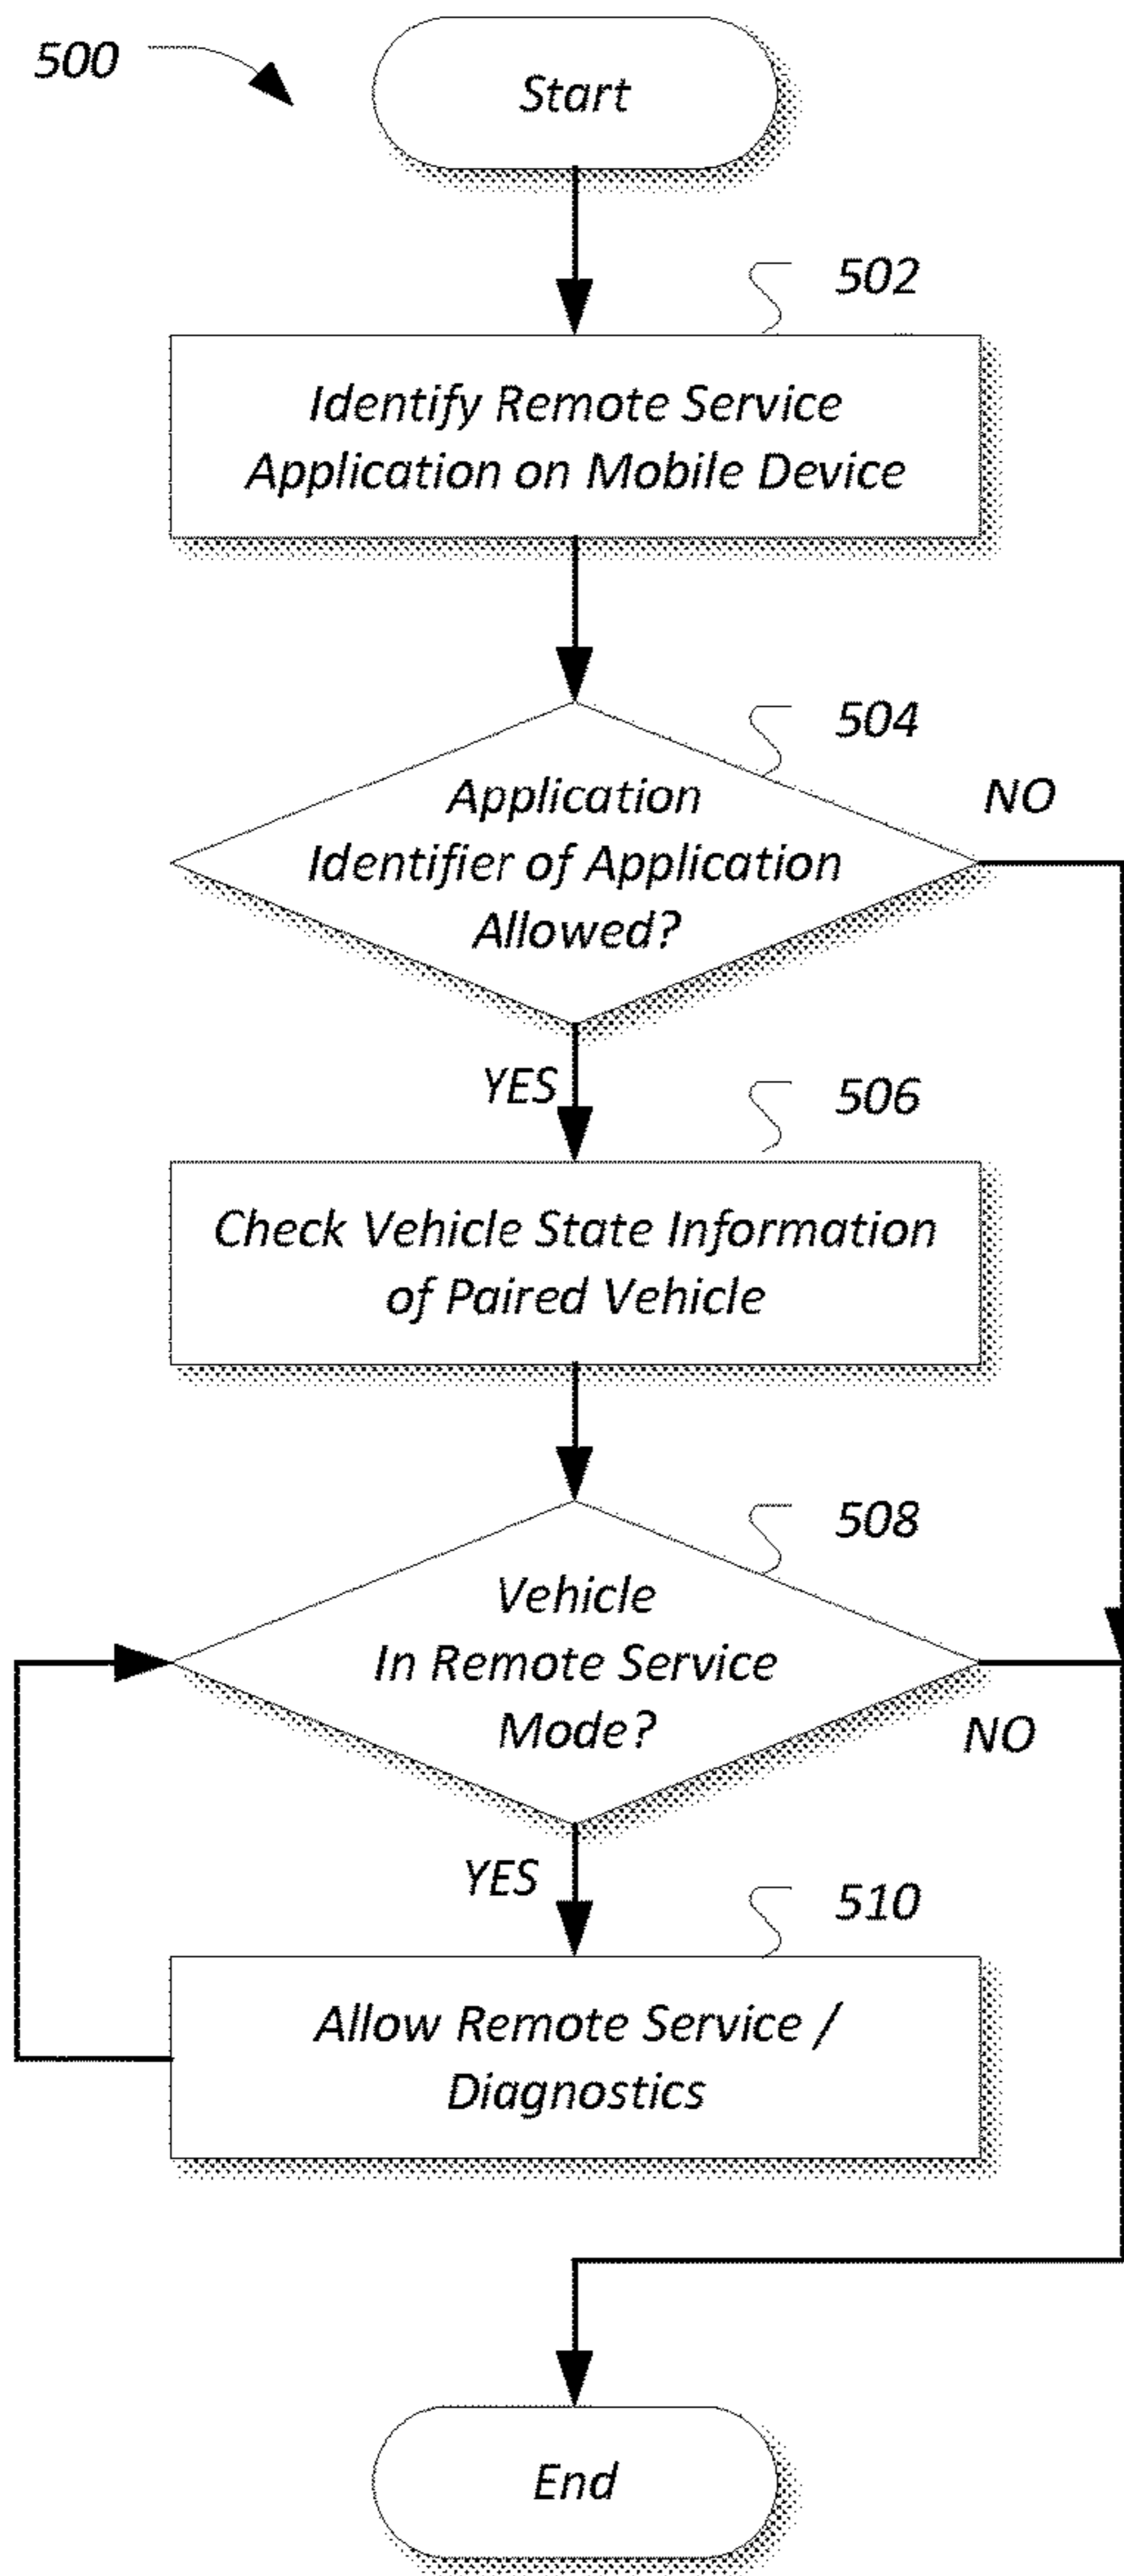 500
Start
502
Identify Remote Service
Application on Mobile Device
504
Application
Identifier of Application
Allowed?
NO
YES
506
Check Vehicle State Information
of Paired Vehicle
508
Vehicle
In Remote Service
Mode?
NO
YES
510
Allow Remote Service /
Diagnostics
End